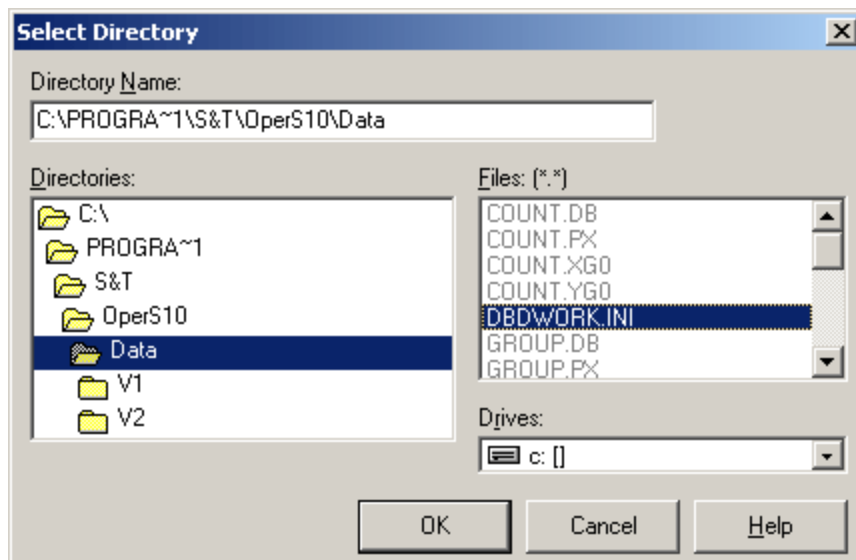 Select Directory
Directory Name:
C:\PROGRA~1\S&T\OperS10\Data
Directories:
C:\
PROGRA~1
S&T
OperS10
Data
V1
V2
Files: (*.*)
COUNT.DB
COUNT.PX
COUNT.XG0
COUNT.YG0
DBDWORK.INI
GROUP.DB
GROUP.PX
Drives:
c: []
OK Cancel Help